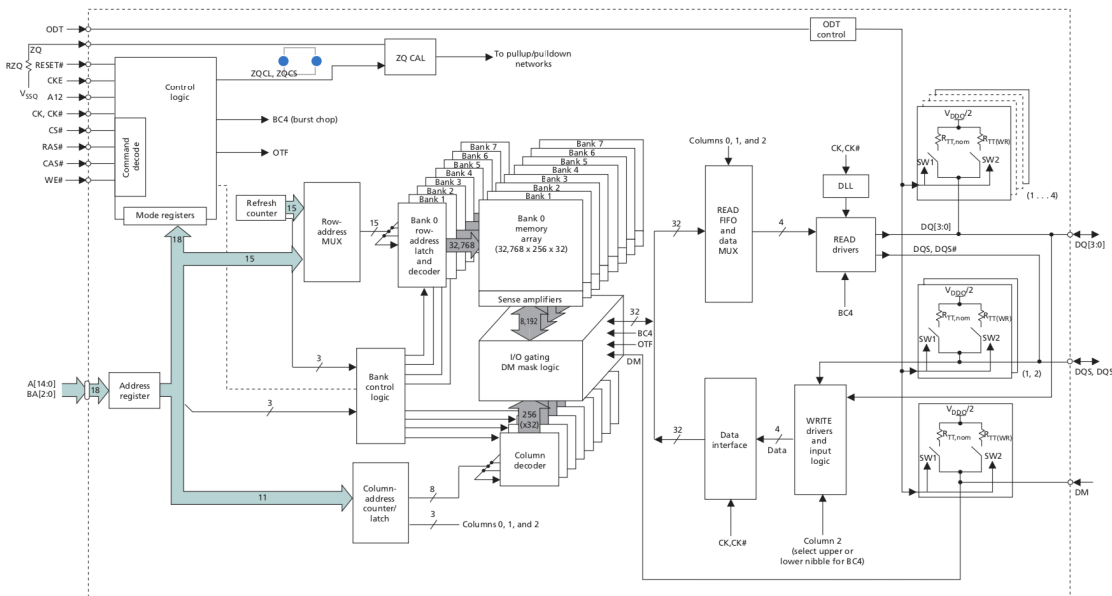 ODT
ODT
control
ZQ
RZQ
RESET#
ZQ CAL
To pullup/pulldown
networks
ZQCL, ZQCS
CKE
Control
logic
VSSQ
A12
CK, CK#
BC4 (burst chop)
CS#
Command
decode
RAS#
OTF
CAS#
WE#
Mode registers
Refresh
counter
15
Row-
address
MUX
15
18
15
Bank 7
Bank 6
Bank 5
Bank 4
Bank 3
Bank 2
Bank 1
Bank 0
row-
address
latch
and
decoder
32,768
Bank 7
Bank 6
Bank 5
Bank 4
Bank 3
Bank 2
Bank 1
Bank 0
memory
array
(32,768 x 256 x 32)
Sense amplifiers
8,192
I/O gating
DM mask logic
32
BC4
OTF
DM
Columns 0, 1, and 2
32
READ
FIFO
and
data
MUX
4
CK,CK#
DLL
READ
drivers
BC4
DQ[3:0]
DQS, DQS#
VDDQ/2
RTT,nom
RTT(WR)
SW1
SW2
(1 . . . 4)
DQ[3:0]
VDDQ/2
RTT,nom
RTT(WR)
SW1
SW2
(1, 2)
DQS, DQS
VDDQ/2
RTT,nom
RTT(WR)
SW1
SW2
DM
A[14:0]
BA[2:0]
18
Address
register
3
3
Bank
control
logic
256
(x32)
Column
decoder
11
Column-
address
counter/
latch
8
3
Columns 0, 1, and 2
32
Data
interface
4
Data
WRITE
drivers
and
input
logic
CK,CK#
Column 2
(select upper or
lower nibble for BC4)